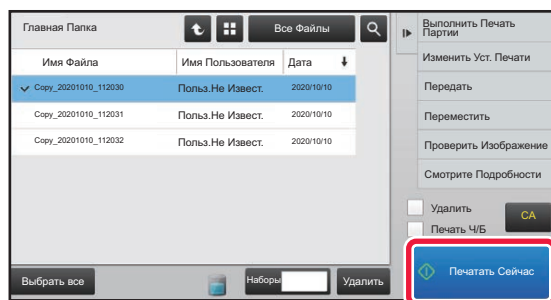 Главная Папка
Все Файлы
Имя Файла
Имя Пользователя
Дата
Copy_20201010_112030
Польз.Не Извест.
2020/10/10
Copy_20201010_112031
Польз.Не Извест.
2020/10/10
Copy_20201010_112032
Польз.Не Извест.
2020/10/10
Выбрать все
Наборы
Удалить
Выполнить Печать
Партии
Изменить Уст. Печати
Передать
Переместить
Проверить Изображение
Смотрите Подробности
Удалить
Печать Ч/Б
CA
Печатать Сейчас